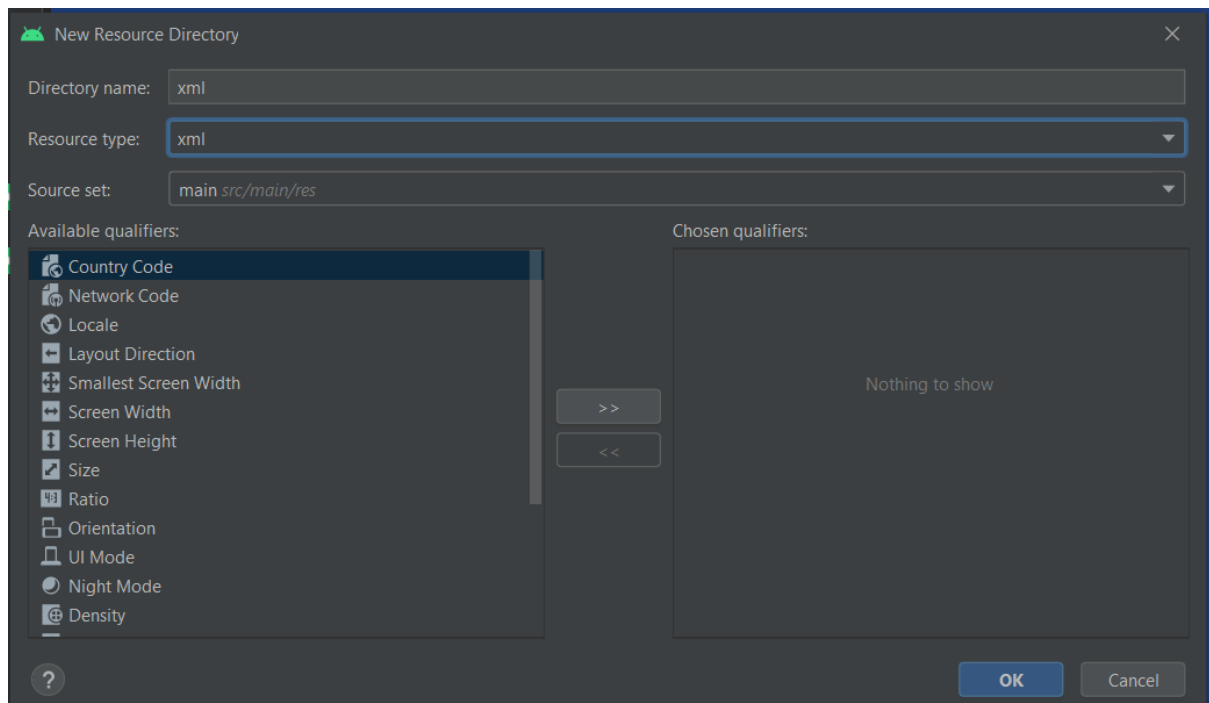 New Resource Directory
Directory name: xml
Resource type: xml
Source set: main src/main/res
Available qualifiers:
Country Code
Network Code
Locale
Layout Direction
Smallest Screen Width
Screen Width
Screen Height
Size
Ratio
Orientation
UI Mode
Night Mode
Density
>>
<<
Chosen qualifiers:
Nothing to show
?
OK
Cancel